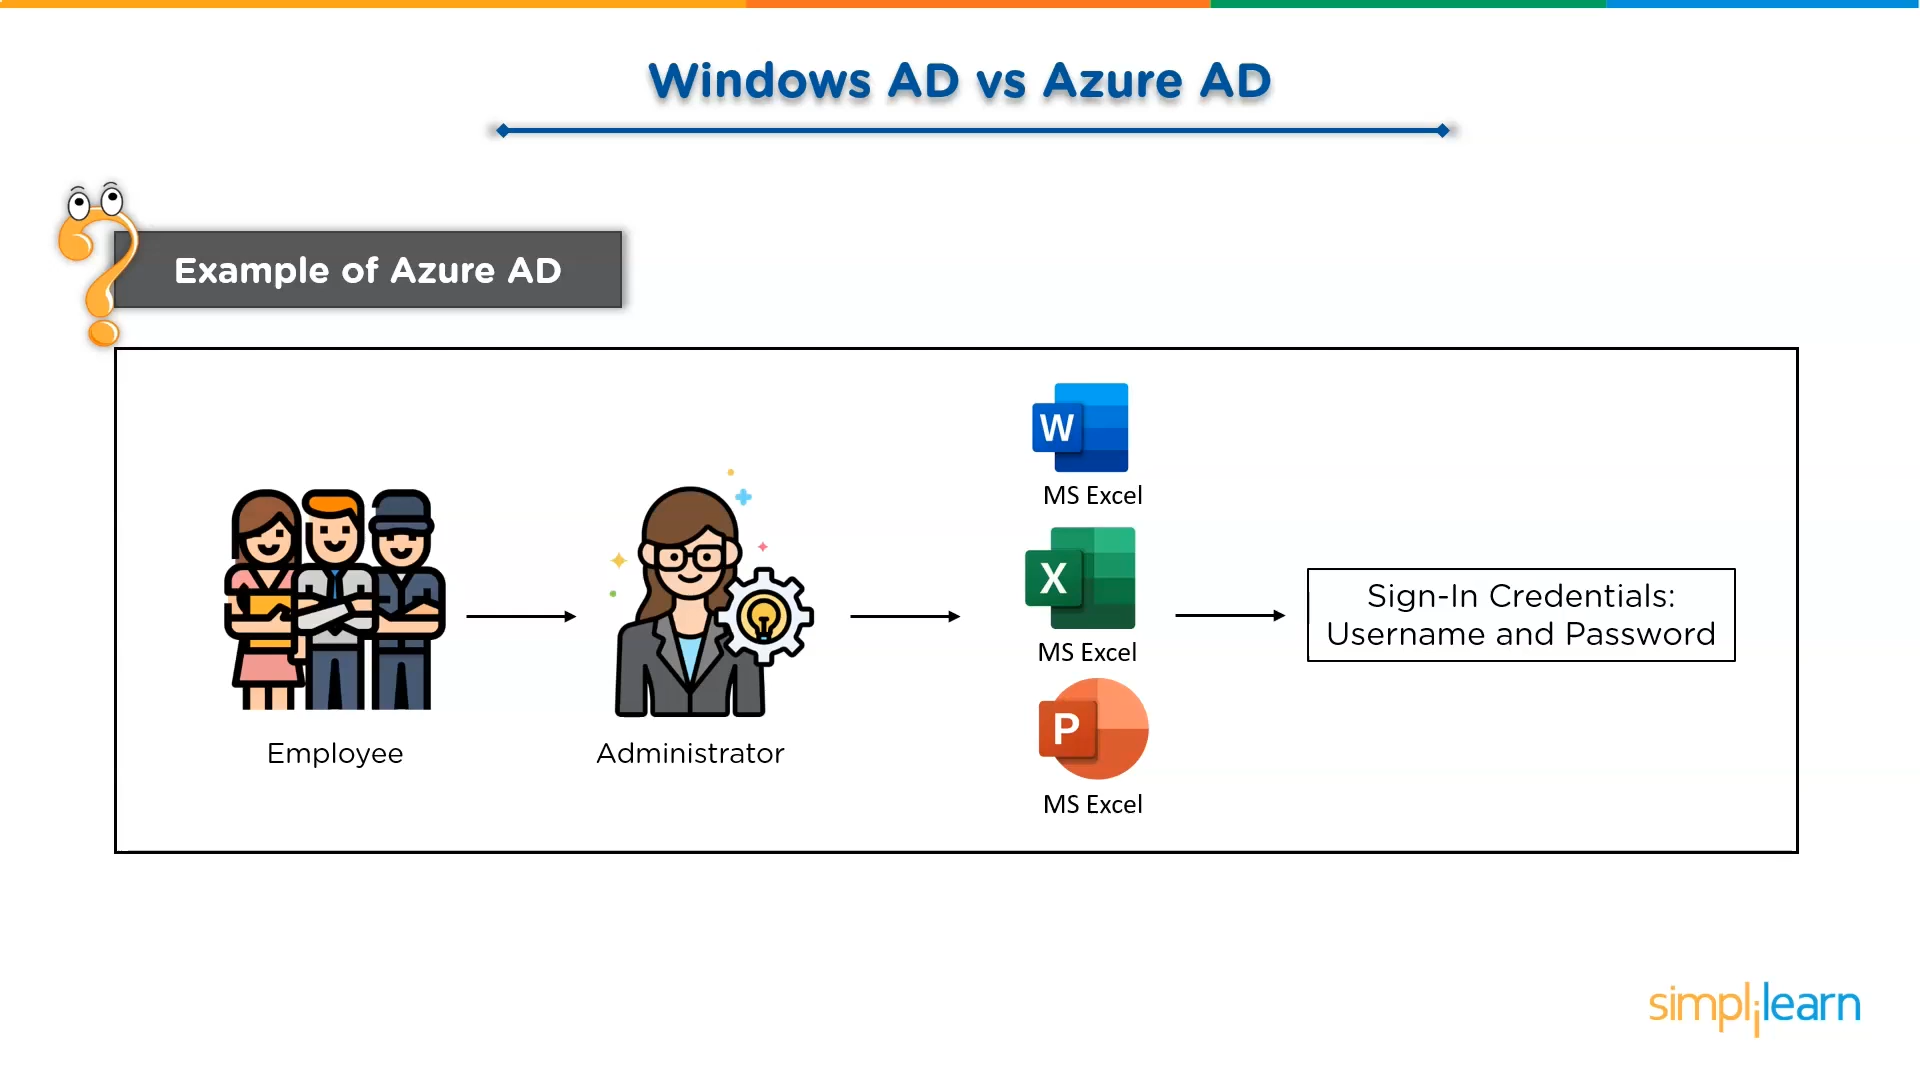 Windows AD vs Azure AD
Example of Azure AD
W
MS Excel
X
MS Excel
P
MS Excel
Employee
Administrator
Sign-In Credentials:
Username and Password
simplilearn